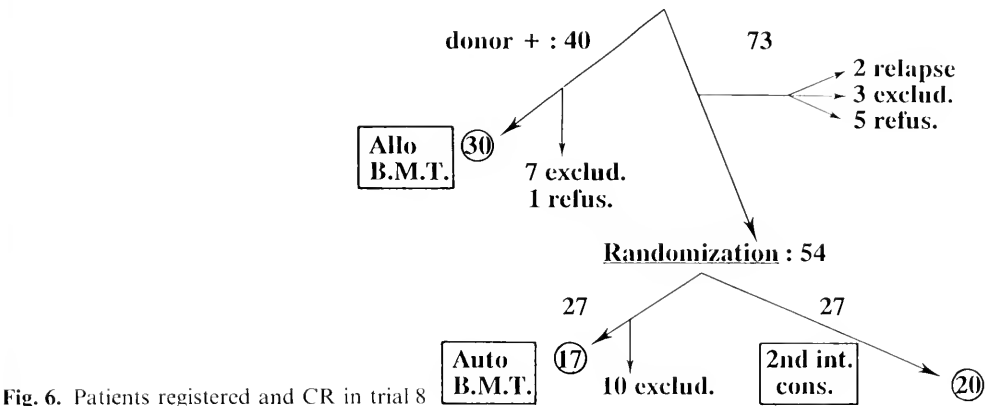 donor + : 40
73
2 relapse
3 exclud.
5 refus.
Allo
B.M.T.
30
7 exclud.
1 refus.
Randomization : 54
27
27
Auto
B.M.T.
17
10 exclud.
2nd int.
cons.
20
Fig. 6. Patients registered and CR in trial 8